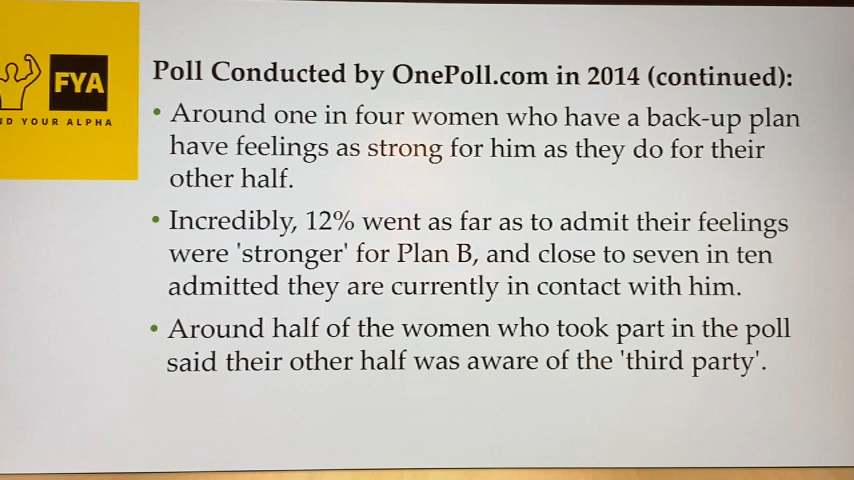 Poll Conducted by OnePoll.com in 2014 (continued):
FYA
ND YOUR ALPHA
• Around one in four women who have a back-up plan
have feelings as strong for him as they do for their
other half.
• Incredibly, 12% went as far as to admit their feelings
were 'stronger' for Plan B, and close to seven in ten
admitted they are currently in contact with him.
• Around half of the women who took part in the poll
said their other half was aware of the 'third party'.